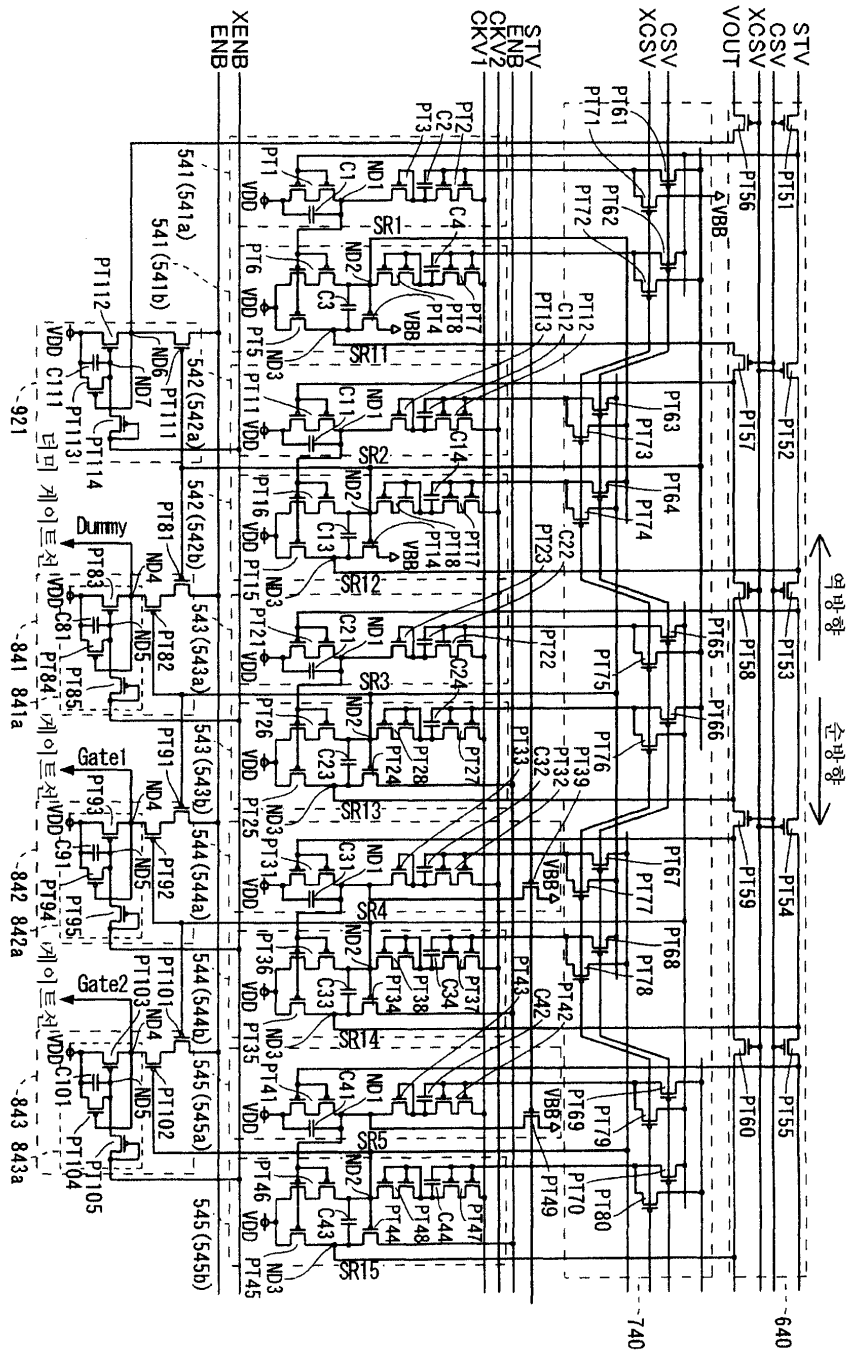 역방향
순방향
640
740
STV
CSV
XCSV
VOUT
PT51
PT56
PT52
PT57
PT53
PT58
PT54
PT59
PT55
PT60
CSV
XCSV
PT61
PT71
VBB
PT62
PT72
PT63
PT73
PT64
PT74
PT65
PT75
PT66
PT76
PT67
PT77
PT68
PT78
PT69
PT79
PT70
PT80
STV
ENB
CKV2
CKV1
PT39
VBB
PT49
VBB
PT2
C2
PT3
C4
PT7
PT8
PT4
VBB
PT12
C12
PT13
C14
PT17
PT18
PT14
VBB
PT22
C22
PT23
C24
PT27
PT28
PT24
PT32
C32
PT33
C34
PT37
PT38
PT34
PT42
C42
PT43
C44
PT47
PT48
PT44
PT1
C1
ND1
SR1
VDD
PT6
C3
ND2
PT5
ND3
SR11
VDD
PT11
C11
ND1
SR2
VDD
PT16
C13
ND2
PT15
ND3
SR12
VDD
PT21
C21
ND1
SR3
VDD
PT26
C23
ND2
PT25
ND3
SR13
VDD
PT31
C31
ND1
SR4
VDD
PT36
C33
ND2
PT35
ND3
SR14
VDD
PT41
C41
ND1
SR5
VDD
PT46
C43
ND2
PT45
ND3
SR15
VDD
XENB
ENB
541 (541a)
541 (541b)
542 (542a)
542 (542b)
543 (543a)
543 (543b)
544 (544a)
544 (544b)
545 (545a)
545 (545b)
PT112
ND6
PT111
ND7
VDD
C111
PT113
PT114
921
PT81
Dummy
PT83
ND4
PT82
ND5
VDD
C81
PT84
PT85
841
841a
PT91
Gate1
PT93
ND4
PT92
ND5
VDD
C91
PT94
PT95
842
842a
PT101
Gate2
PT103
ND4
PT102
ND5
VDD
C101
PT104
PT105
843
843a
더미 게이트선
게이트선
게이트선